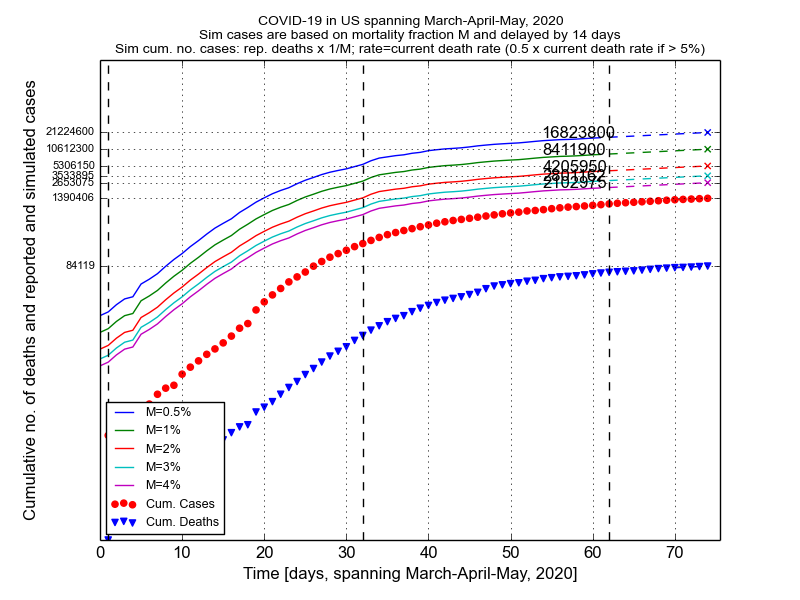 COVID-19 in US spanning March-April-May, 2020
Sim cases are based on mortality fraction M and delayed by 14 days
Sim cum. no. cases: rep. deaths x 1/M; rate=current death rate (0.5 x current death rate if > 5%)
Cumulative no. of deaths and reported and simulated cases
21224600
10612300
5306150
3533895
2653075
1390406
84119
16823800
8411900
4205950
2162975
M=0.5%
M=1%
M=2%
M=3%
M=4%
Cum. Cases
Cum. Deaths
0 10 20 30 40 50 60 70
Time [days, spanning March-April-May, 2020]